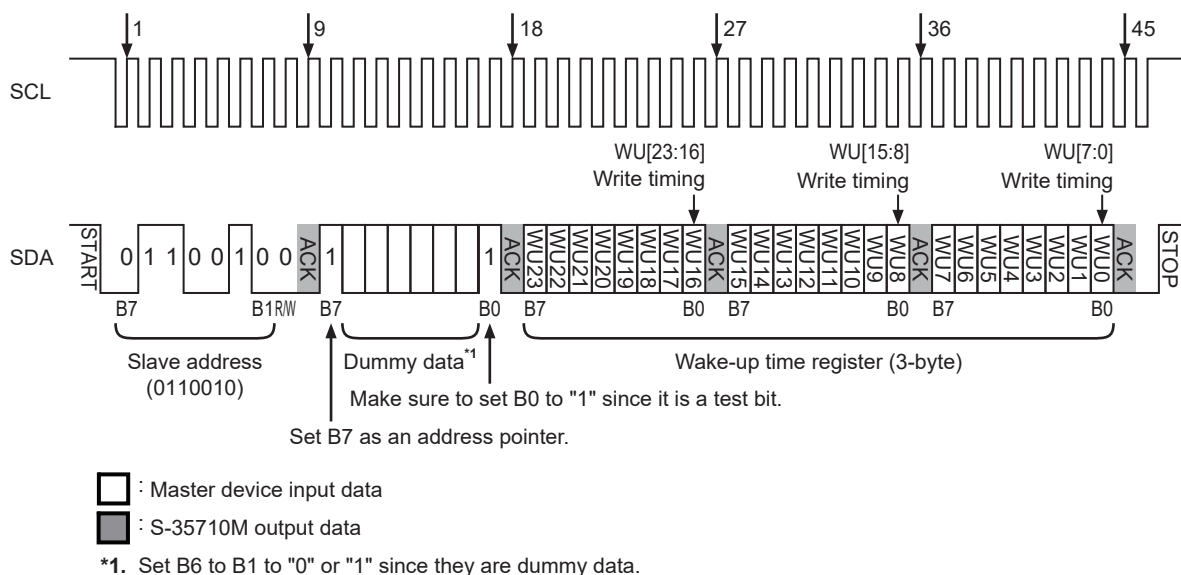 1 9 18 27 36 45
SCL
WU[23:16] WU[15:8] WU[7:0]
Write timing Write timing Write timing
SDA START 0 1 1 0 0 1 0 0 ACK 1 1 ACK WU23 WU22 WU21 WU20 WU19 WU18 WU17 WU16 ACK WU15 WU14 WU13 WU12 WU11 WU10 WU9 WU8 ACK WU7 WU6 WU5 WU4 WU3 WU2 WU1 WU0 ACK STOP
B7 B1 R/W B7 B0 B7 B0 B7 B0 B7 B0
Slave address Dummy data*1 Wake-up time register (3-byte)
(0110010)
Make sure to set B0 to "1" since it is a test bit.
Set B7 as an address pointer.
: Master device input data
: S-35710M output data
*1. Set B6 to B1 to "0" or "1" since they are dummy data.